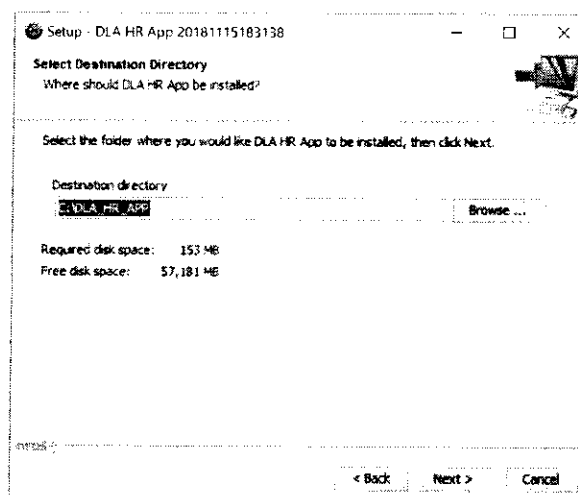 Setup - DLA HR App 20181115183138
Select Destination Directory
Where should DLA HR App be installed?
Select the folder where you would like DLA HR App to be installed, then click Next.
Destination directory
C:\DLA_HR_APP
Browse ...
Required disk space: 153 MB
Free disk space: 57,181 MB
< Back Next > Cancel